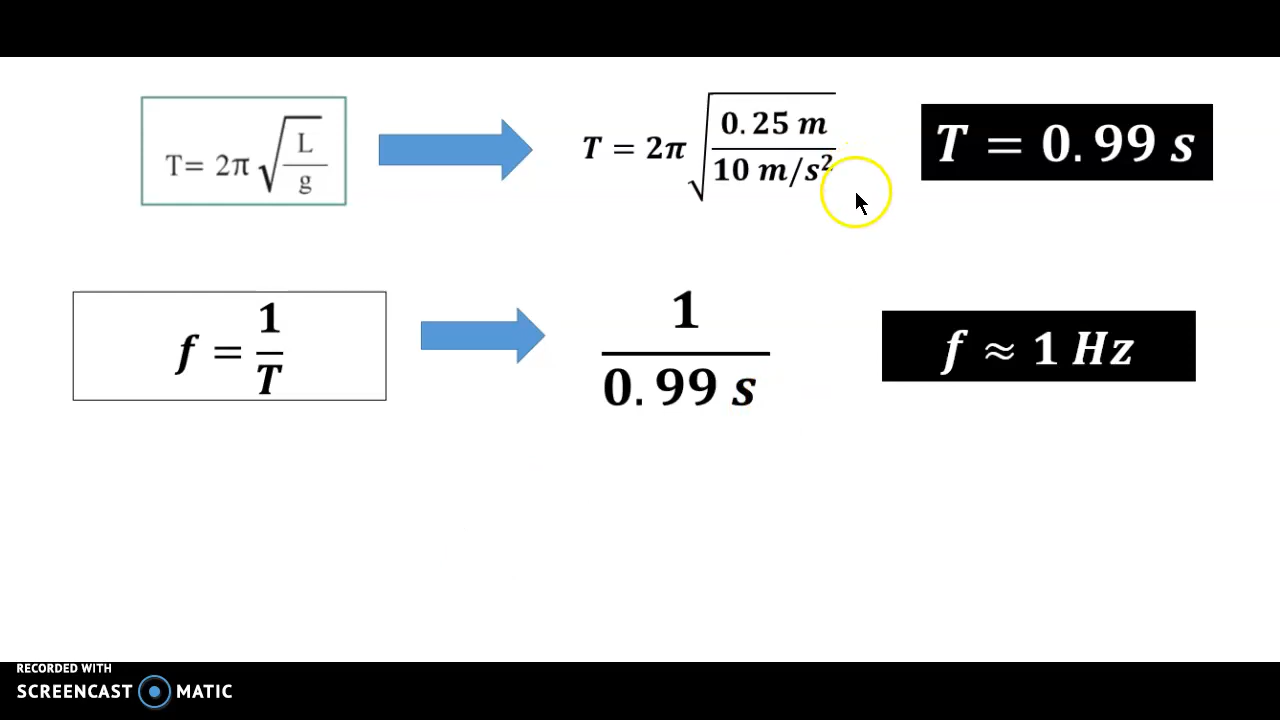 T= 2π √(L/g)
T = 2π √(0.25 m / 10 m/s²)
T = 0.99 s
f = 1/T
1 / 0.99 s
f ≈ 1 Hz
RECORDED WITH
SCREENCAST MATIC